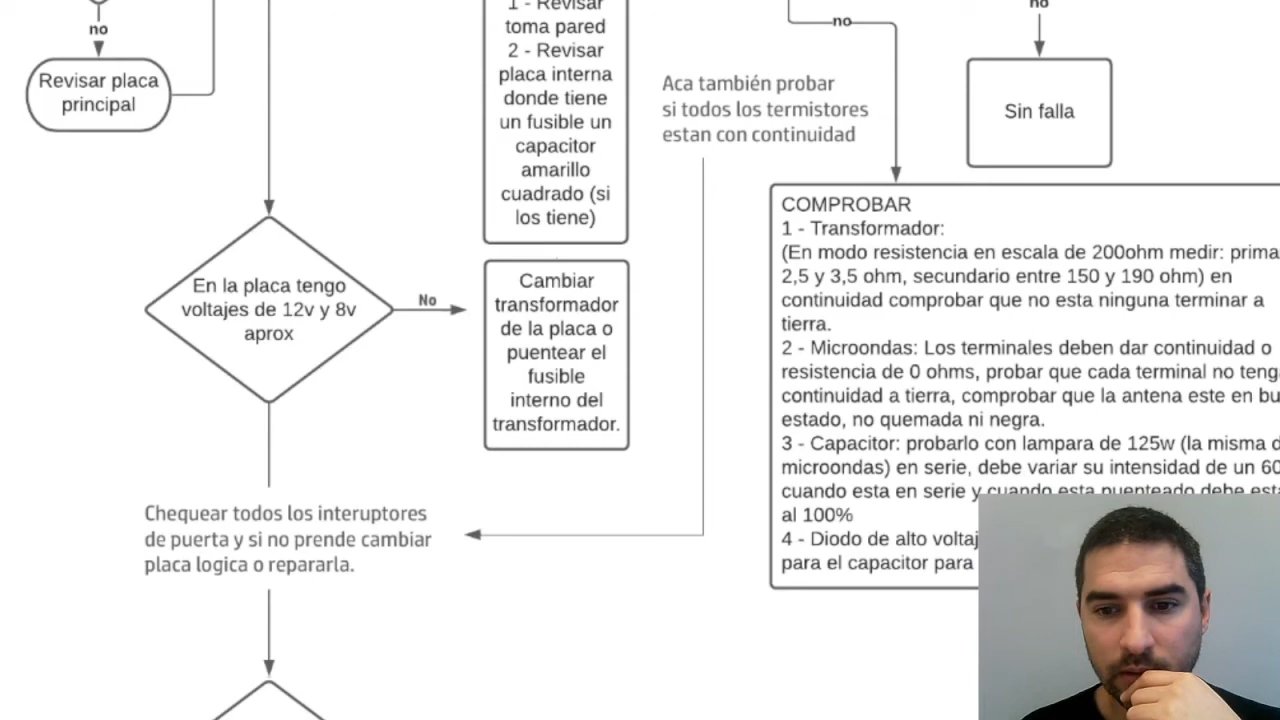 no
Revisar placa
principal
1 - Revisar
toma pared
2 - Revisar
placa interna
donde tiene
un fusible un
capacitor
amarillo
cuadrado (si
los tiene)
no
no
Aca también probar
si todos los termistores
estan con continuidad
Sin falla
En la placa tengo
voltajes de 12v y 8v
aprox
No
Cambiar
transformador
de la placa o
puentear el
fusible
interno del
transformador.
COMPROBAR
1 - Transformador:
(En modo resistencia en escala de 200ohm medir: prima
2,5 y 3,5 ohm, secundario entre 150 y 190 ohm) en
continuidad comprobar que no esta ninguna terminar a
tierra.
2 - Microondas: Los terminales deben dar continuidad o
resistencia de 0 ohms, probar que cada terminal no teng
continuidad a tierra, comprobar que la antena este en bu
estado, no quemada ni negra.
3 - Capacitor: probarlo con lampara de 125w (la misma d
microondas) en serie, debe variar su intensidad de un 60
cuando esta en serie y cuando esta puenteado debe esta
al 100%
4 - Diodo de alto voltaj
para el capacitor para
Chequear todos los interuptores
de puerta y si no prende cambiar
placa logica o repararla.